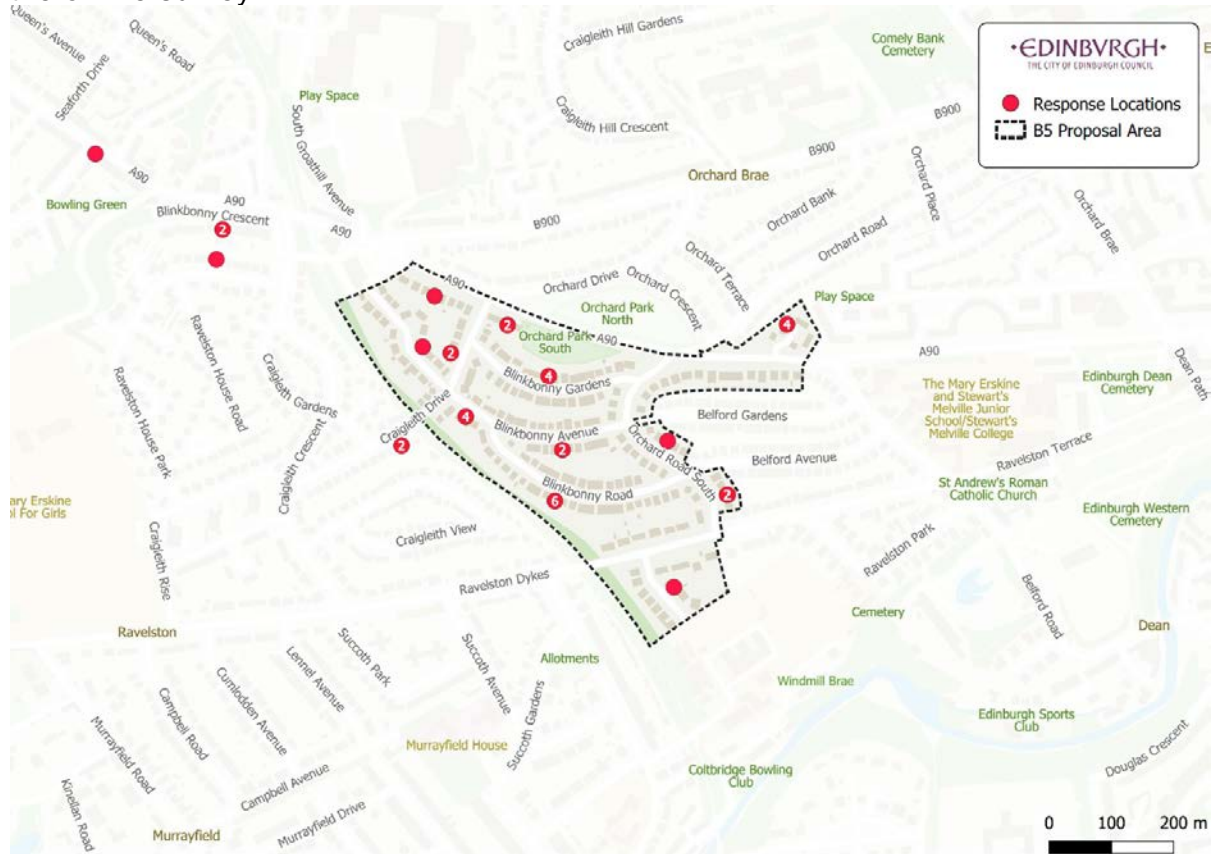 Queen's Avenue
Queen's Road
Seaforth Drive
Play Space
South Groathill Avenue
Craigleith Hill Gardens
Craigleith Hill Crescent
Comely Bank
Cemetery
•EDINBVRGH•
THE CITY OF EDINBURGH COUNCIL
Response Locations
B5 Proposal Area
E
B900
B900
Orchard Brae
Orchard Bank
Orchard Place
Orchard Road
Orchard Brae
A90
Bowling Green
A90
Blinkbonny Crescent
2
A90
B900
Orchard Terrace
Orchard Drive
Orchard Crescent
Orchard Park
North
Play Space
A90
2
Orchard Park
South
A90
4
A90
Dean Path
2
4
Blinkbonny Gardens
The Mary Erskine
and Stewart's
Melville Junior
School/Stewart's
Melville College
Edinburgh Dean
Cemetery
Ravelston House Road
Ravelston House Park
Craigleith Gardens
Craigleith Crescent
Craigleith Drive
2
4
Blinkbonny Avenue
2
Belford Gardens
Orchard Road South
Belford Avenue
Ravelston Terrace
Blinkbonny Road
6
2
St Andrew's Roman
Catholic Church
Edinburgh Western
Cemetery
ary Erskine
ol For Girls
Craigleith Rise
Craigleith View
Ravelston Dykes
Ravelston Park
Belford Road
Cemetery
Dean
Ravelston
Succoth Park
Lennel Avenue
Succoth Avenue
Allotments
Succoth Gardens
Windmill Brae
Edinburgh Sports
Club
Cumlodden Avenue
Campbell Road
Murrayfield Road
Kinellan Road
Murrayfield House
Campbell Avenue
Murrayfield Drive
Murrayfield
Coltbridge Bowling
Club
Douglas Crescent
0 100 200 m